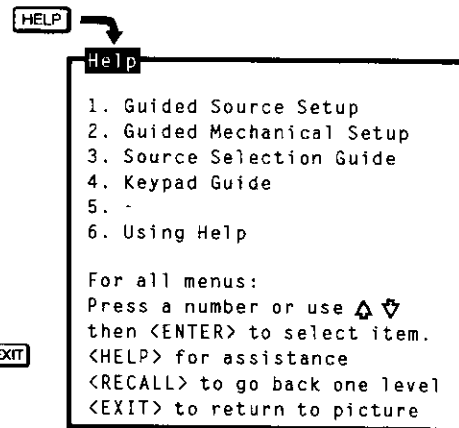 HELP
Help
1. Guided Source Setup
2. Guided Mechanical Setup
3. Source Selection Guide
4. Keypad Guide
5. -
6. Using Help
For all menus:
Press a number or use ⇧ ⇩
then <ENTER> to select item.
<HELP> for assistance
<RECALL> to go back one level
<EXIT> to return to picture
EXIT